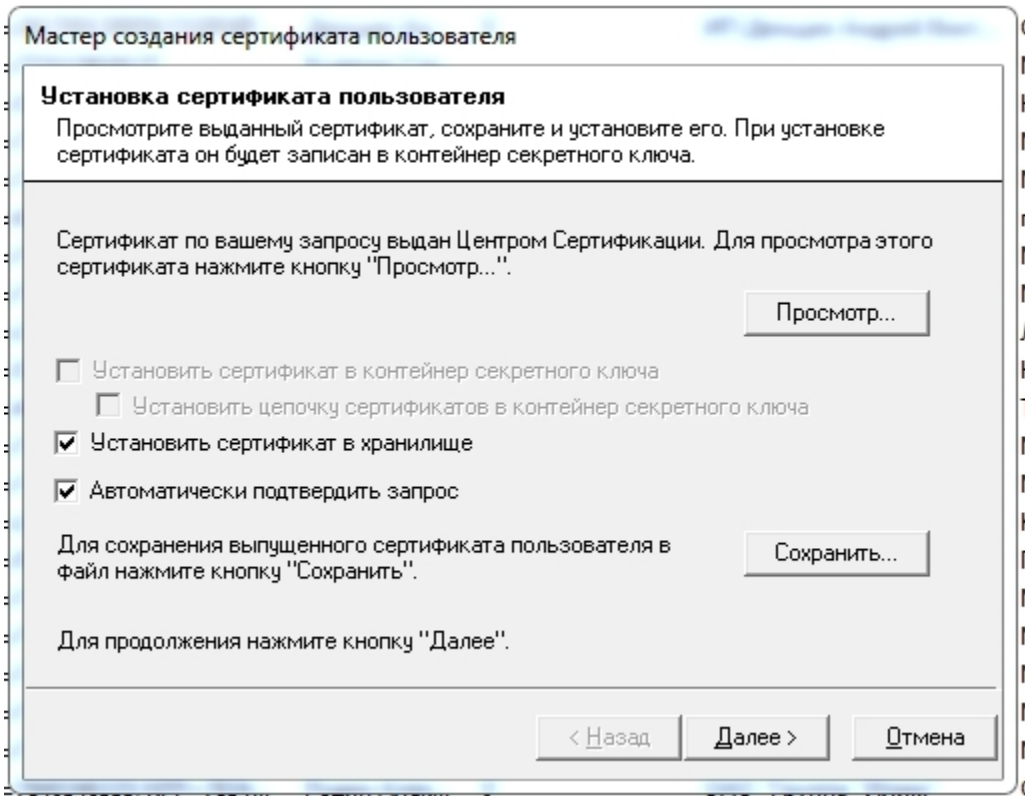 Мастер создания сертификата пользователя
Установка сертификата пользователя
Просмотрите выданный сертификат, сохраните и установите его. При установке
сертификата он будет записан в контейнер секретного ключа.
Сертификат по вашему запросу выдан Центром Сертификации. Для просмотра этого
сертификата нажмите кнопку "Просмотр...".
Просмотр...
Установить сертификат в контейнер секретного ключа
Установить цепочку сертификатов в контейнер секретного ключа
Установить сертификат в хранилище
Автоматически подтвердить запрос
Для сохранения выпущенного сертификата пользователя в
файл нажмите кнопку "Сохранить".
Сохранить...
Для продолжения нажмите кнопку "Далее".
< Назад
Далее >
Отмена